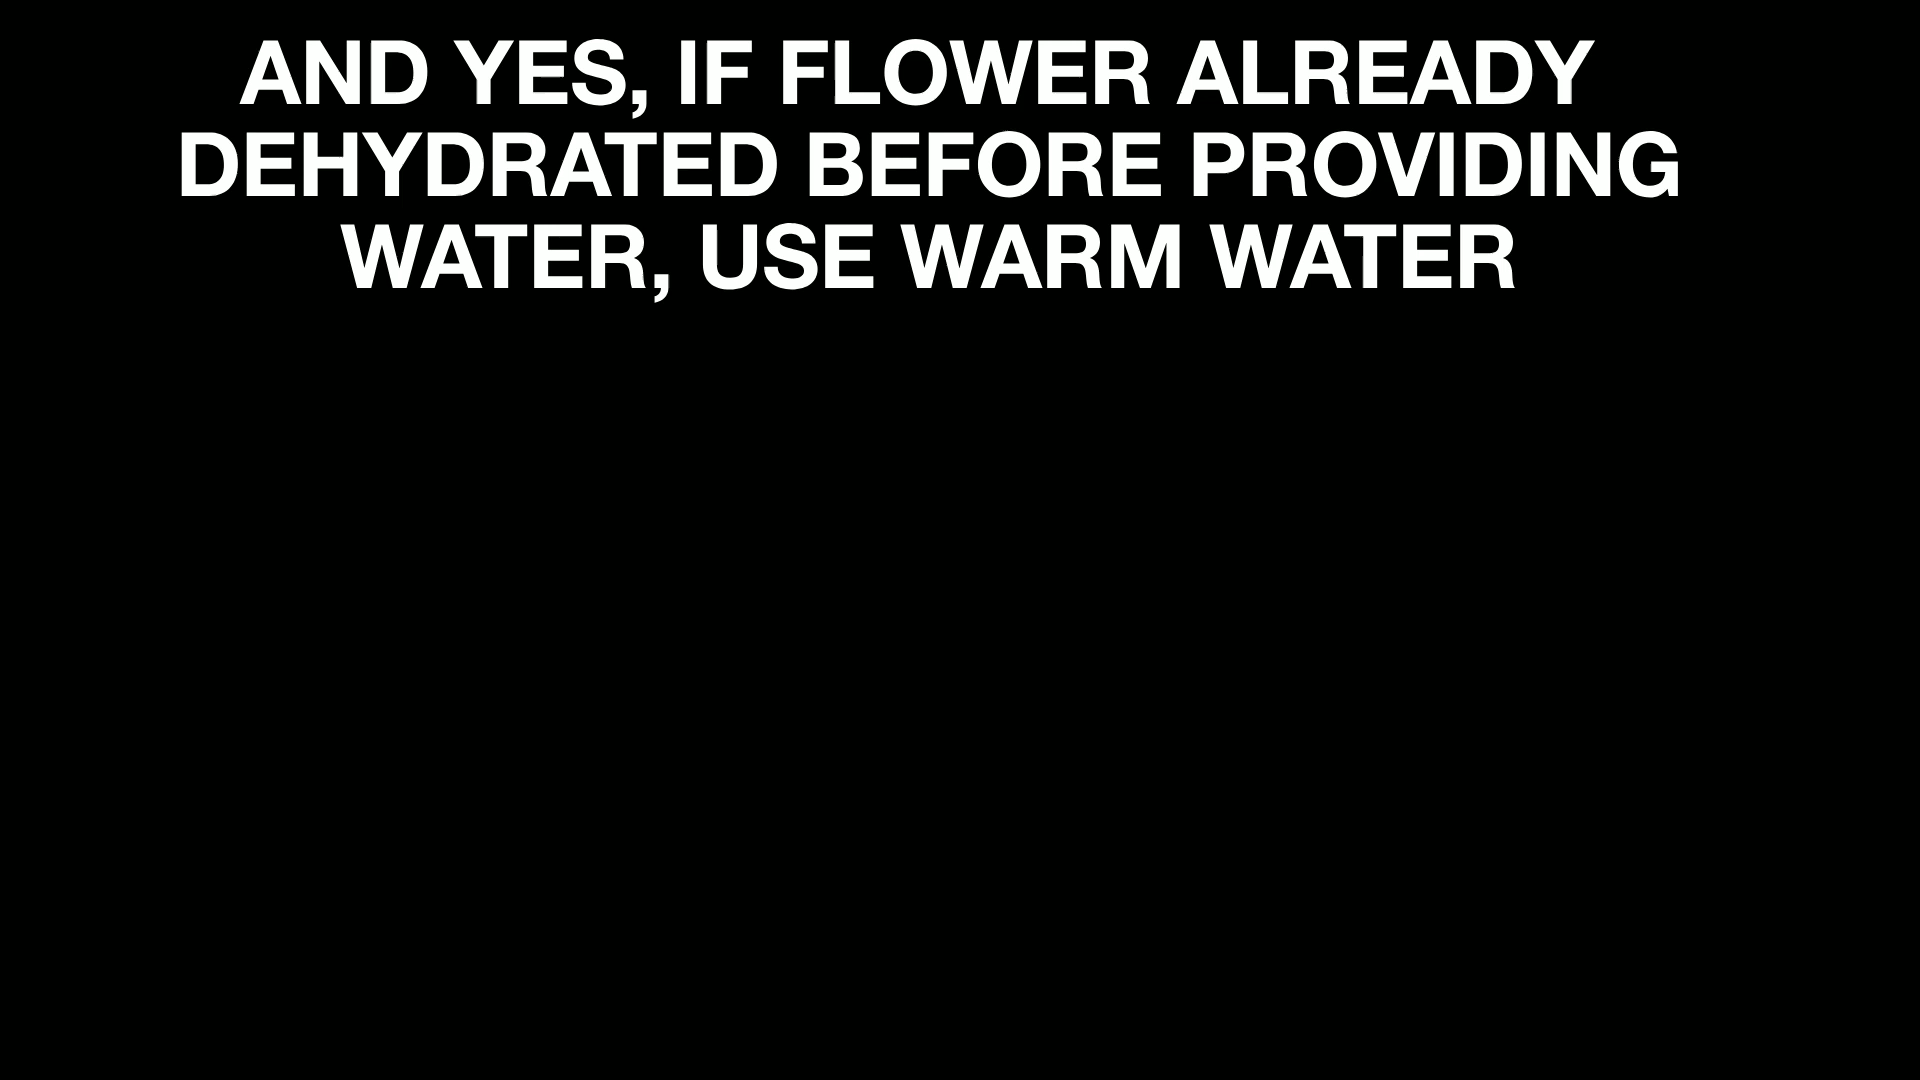 AND YES, IF FLOWER ALREADY
DEHYDRATED BEFORE PROVIDING
WATER, USE WARM WATER